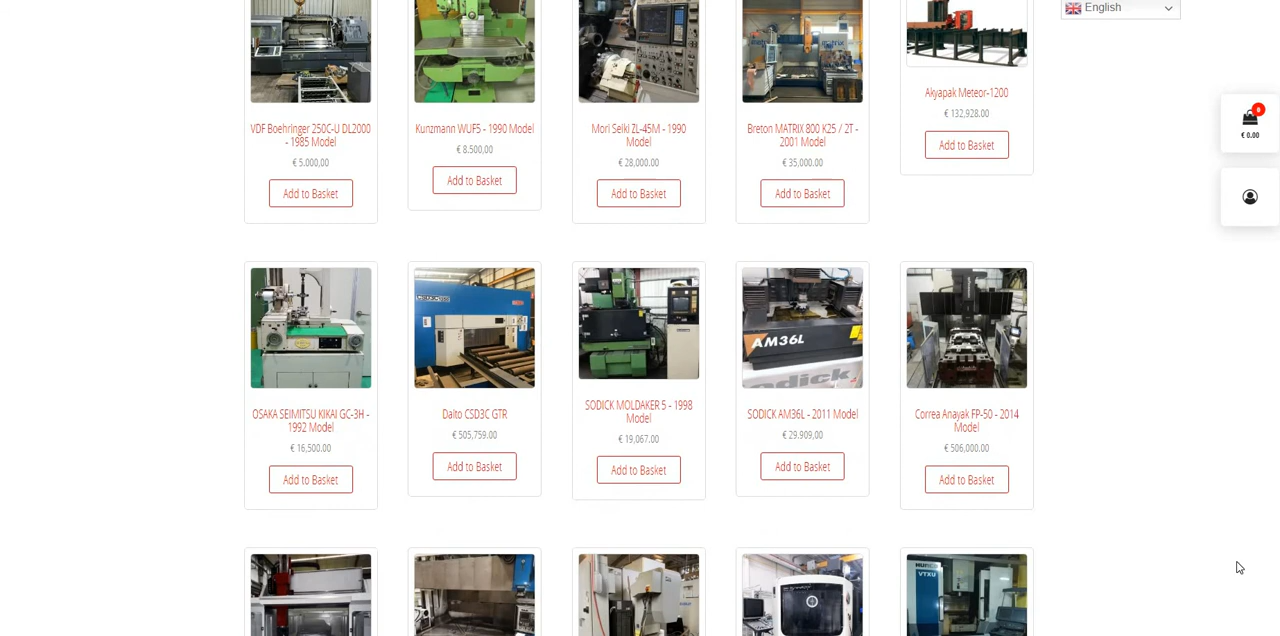 English
0
€ 0.00
VDF Boehringer 250C-U DL2000
- 1985 Model
€ 5.000,00
Add to Basket
Kunzmann WUF5 - 1990 Model
€ 8.500,00
Add to Basket
Mori Seiki ZL-45M - 1990
Model
€ 28,000.00
Add to Basket
Breton MATRIX 800 K25 / 2T -
2001 Model
€ 35,000.00
Add to Basket
Akyapak Meteor-1200
€ 132,928.00
Add to Basket
OSAKA SEIMITSU KIKAI GC-3H -
1992 Model
€ 16,500.00
Add to Basket
Daito CSD3C GTR
€ 505,759.00
Add to Basket
SODICK MOLDAKER 5 - 1998
Model
€ 19,067.00
Add to Basket
AM36L
SODICK AM36L - 2011 Model
€ 29.909,00
Add to Basket
Correa Anayak FP-50 - 2014
Model
€ 506,000.00
Add to Basket
HURCO
VTXU